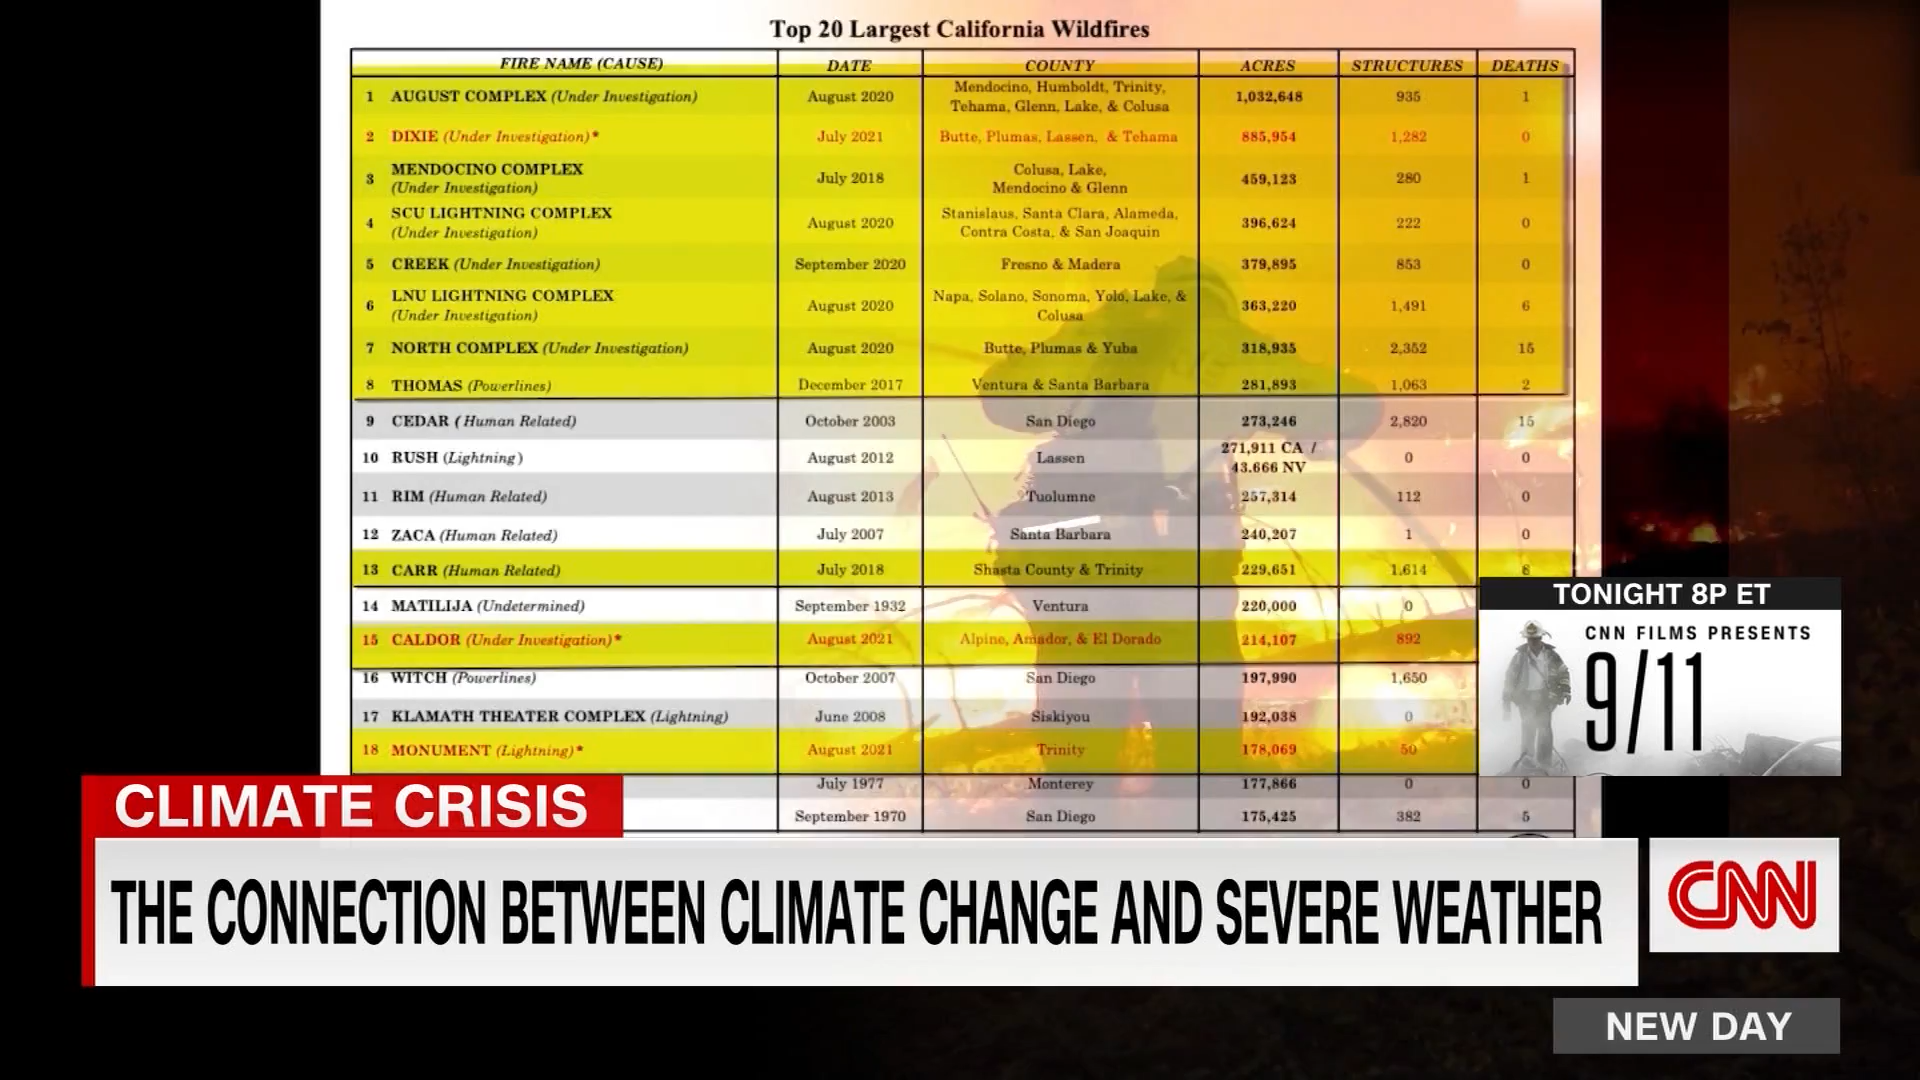 Top 20 Largest California Wildfires
FIRE NAME (CAUSE) DATE COUNTY ACRES STRUCTURES DEATHS
1 AUGUST COMPLEX (Under Investigation) August 2020 Mendocino, Humboldt, Trinity, Tehama, Glenn, Lake, & Colusa 1,032,648 935 1
2 DIXIE (Under Investigation)* July 2021 Butte, Plumas, Lassen, & Tehama 885,954 1,282 0
3 MENDOCINO COMPLEX (Under Investigation) July 2018 Colusa, Lake, Mendocino & Glenn 459,123 280 1
4 SCU LIGHTNING COMPLEX (Under Investigation) August 2020 Stanislaus, Santa Clara, Alameda, Contra Costa, & San Joaquin 396,624 222 0
5 CREEK (Under Investigation) September 2020 Fresno & Madera 379,895 853 0
6 LNU LIGHTNING COMPLEX (Under Investigation) August 2020 Napa, Solano, Sonoma, Yolo, Lake, & Colusa 363,220 1,491 6
7 NORTH COMPLEX (Under Investigation) August 2020 Butte, Plumas & Yuba 318,935 2,352 15
8 THOMAS (Powerlines) December 2017 Ventura & Santa Barbara 281,893 1,063 2
9 CEDAR (Human Related) October 2003 San Diego 273,246 2,820 15
10 RUSH (Lightning) August 2012 Lassen 271,911 CA / 43.666 NV 0 0
11 RIM (Human Related) August 2013 Tuolumne 257,314 112 0
12 ZACA (Human Related) July 2007 Santa Barbara 240,207 1 0
13 CARR (Human Related) July 2018 Shasta County & Trinity 229,651 1,614
14 MATILIJA (Undetermined) September 1932 Ventura 220,000 0
15 CALDOR (Under Investigation)* August 2021 Alpine, Amador, & El Dorado 214,107 892
16 WITCH (Powerlines) October 2007 San Diego 197,990 1,650
17 KLAMATH THEATER COMPLEX (Lightning) June 2008 Siskiyou 192,038 0
18 MONUMENT (Lightning)* August 2021 Trinity 178,069 50
July 1977 Monterey 177,866 0 0
September 1970 San Diego 175,425 382 5
TONIGHT 8P ET
CNN FILMS PRESENTS
9/11
CLIMATE CRISIS
THE CONNECTION BETWEEN CLIMATE CHANGE AND SEVERE WEATHER
CNN
NEW DAY